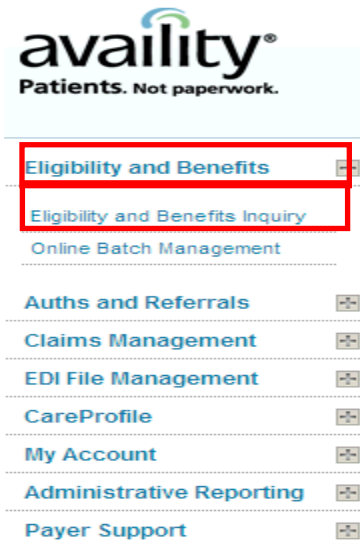 availity®
Patients. Not paperwork.
Eligibility and Benefits
Eligibility and Benefits Inquiry
Online Batch Management
Auths and Referrals
Claims Management
EDI File Management
CareProfile
My Account
Administrative Reporting
Payer Support